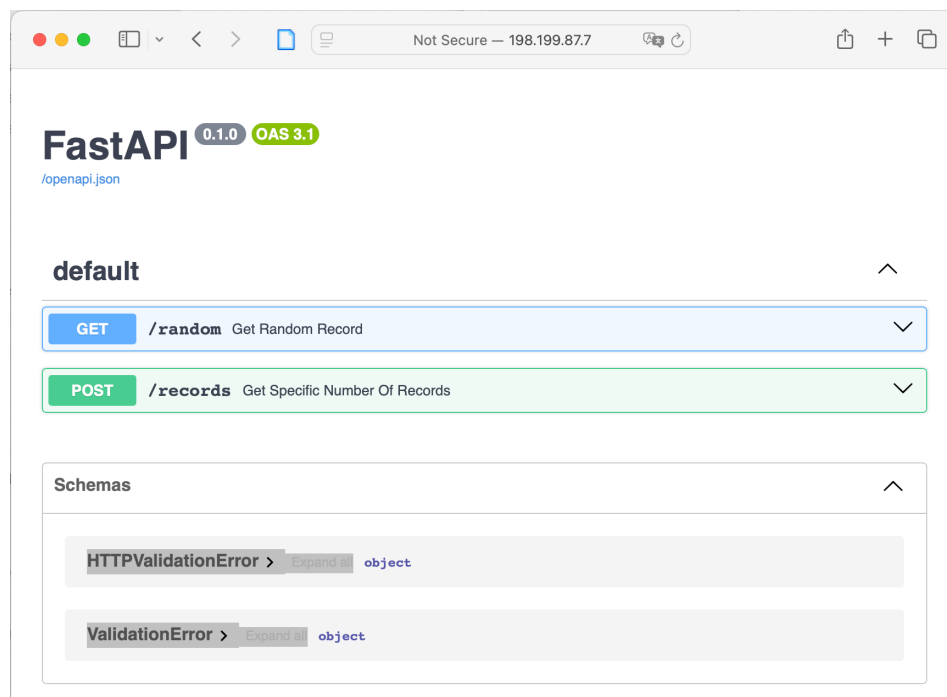 Not Secure — 198.199.87.7
FastAPI 0.1.0 OAS 3.1
/openapi.json
default
GET /random Get Random Record
POST /records Get Specific Number Of Records
Schemas
HTTPValidationError Expand all object
ValidationError Expand all object